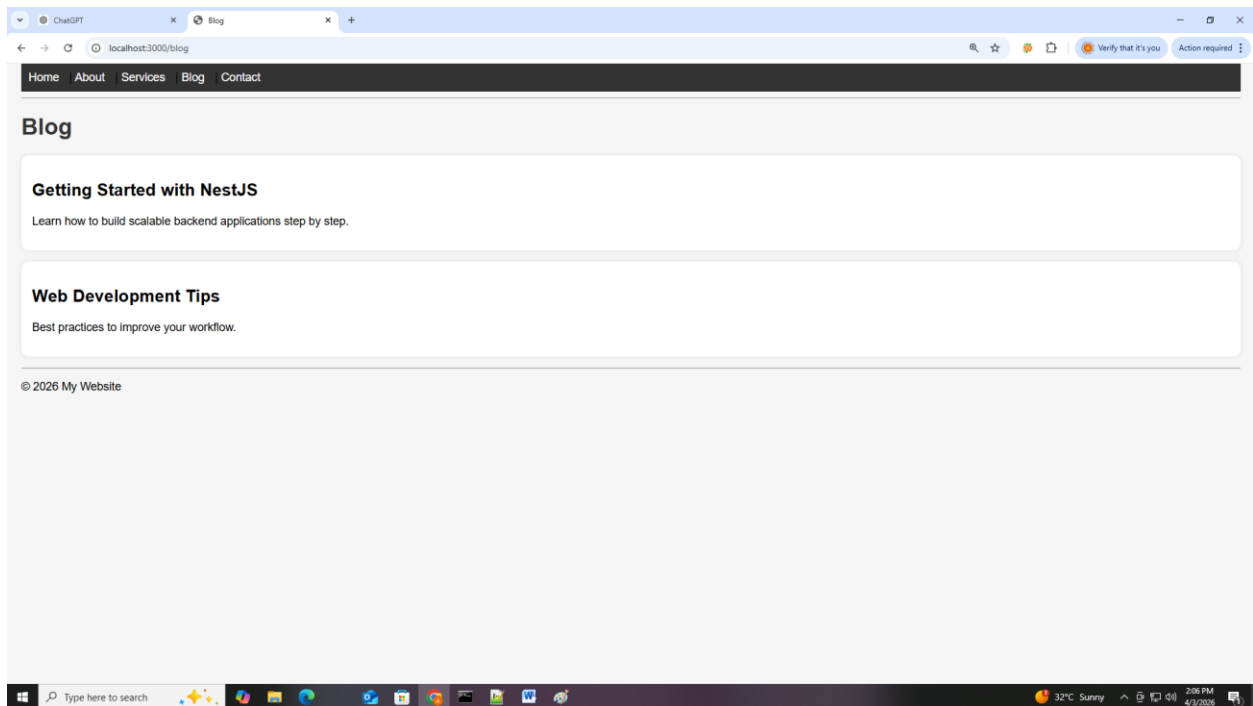 ChatGPT
Blog
localhost:3000/blog
Verify that it's you
Action required
Home | About | Services | Blog | Contact
Blog
Getting Started with NestJS
Learn how to build scalable backend applications step by step.
Web Development Tips
Best practices to improve your workflow.
© 2026 My Website
Type here to search
32°C Sunny
2:06 PM
4/3/2026